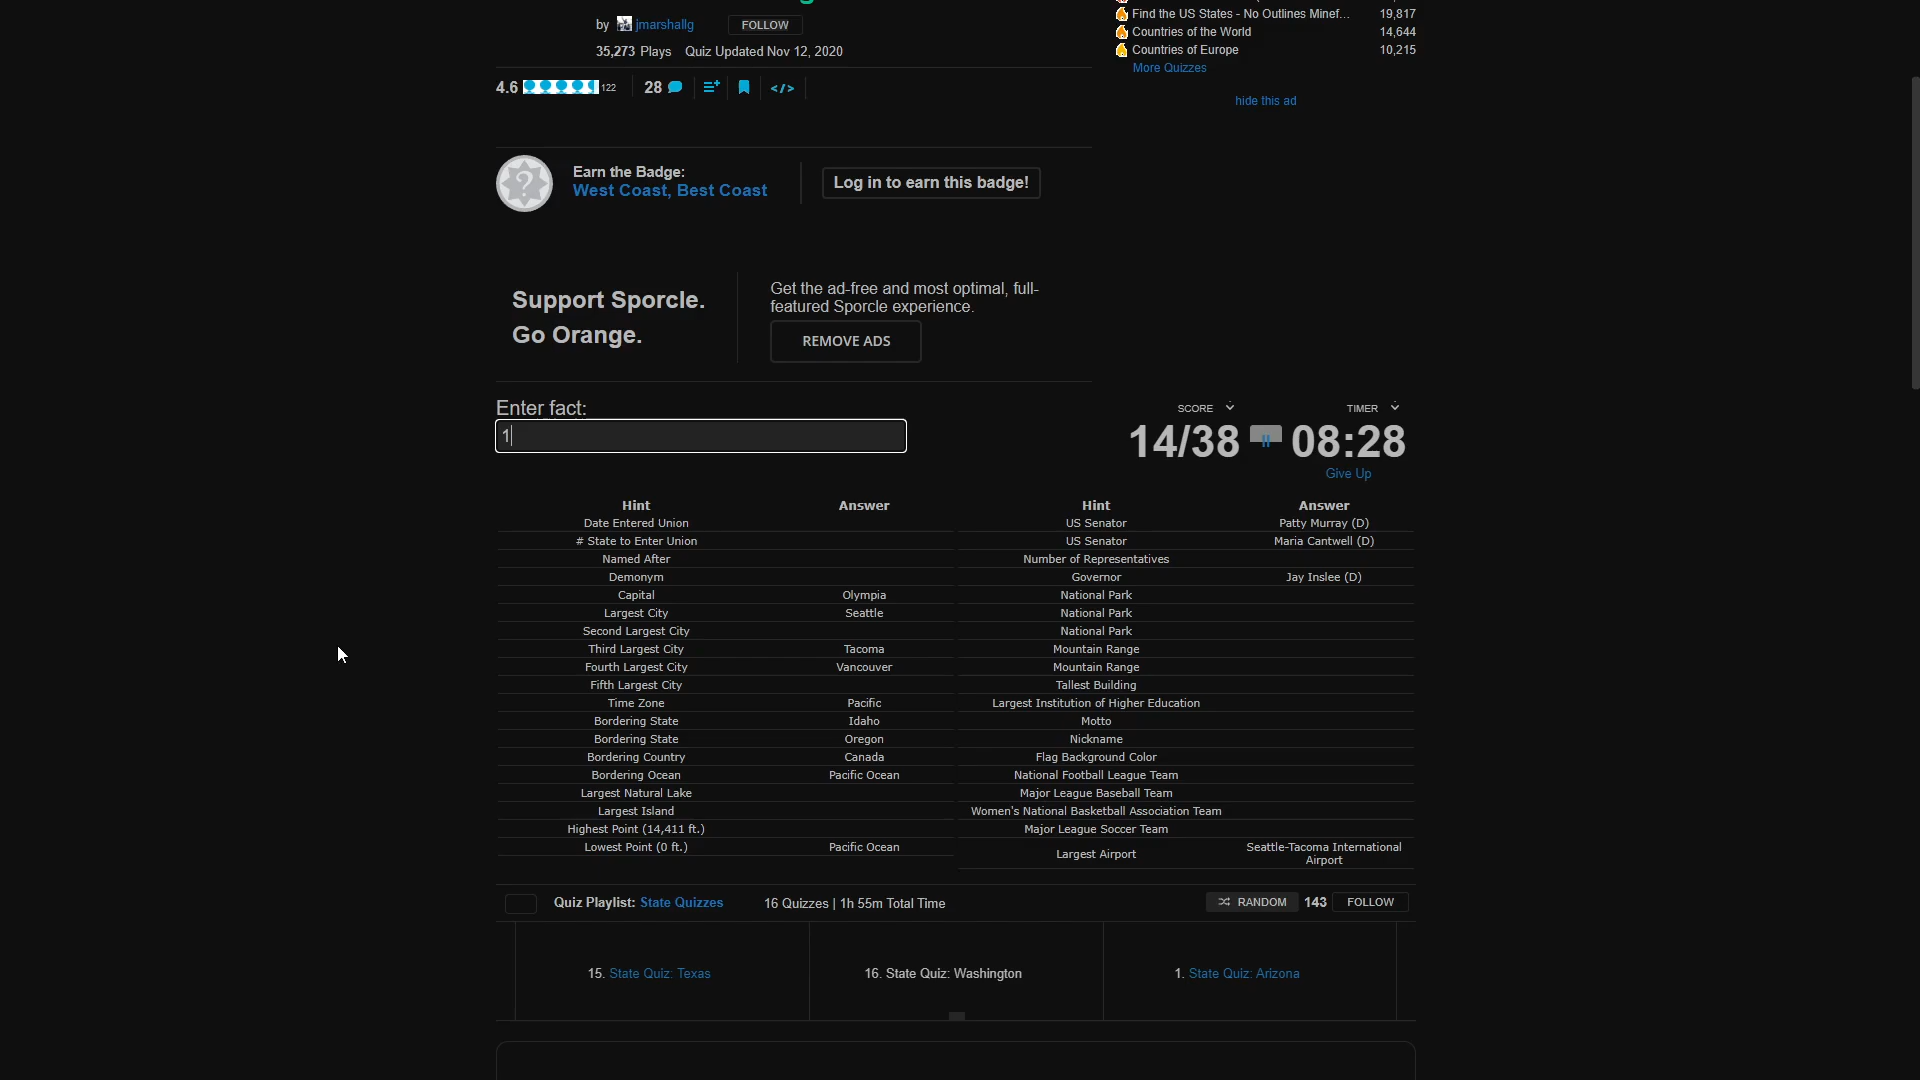 by jmarshallg FOLLOW
35,273 Plays Quiz Updated Nov 12, 2020
4.6 122 28 </>
Find the US States - No Outlines Minef... 19,817
Countries of the World 14,644
Countries of Europe 10,215
More Quizzes
hide this ad
Earn the Badge:
West Coast, Best Coast
Log in to earn this badge!
Support Sporcle.
Go Orange.
Get the ad-free and most optimal, full-
featured Sporcle experience.
REMOVE ADS
Enter fact:
1
SCORE TIMER
14/38 08:28
Give Up
Hint Answer
Date Entered Union
# State to Enter Union
Named After
Demonym
Capital Olympia
Largest City Seattle
Second Largest City
Third Largest City Tacoma
Fourth Largest City Vancouver
Fifth Largest City
Time Zone Pacific
Bordering State Idaho
Bordering State Oregon
Bordering Country Canada
Bordering Ocean Pacific Ocean
Largest Natural Lake
Largest Island
Highest Point (14,411 ft.)
Lowest Point (0 ft.) Pacific Ocean
Hint Answer
US Senator Patty Murray (D)
US Senator Maria Cantwell (D)
Number of Representatives
Governor Jay Inslee (D)
National Park
National Park
National Park
Mountain Range
Mountain Range
Tallest Building
Largest Institution of Higher Education
Motto
Nickname
Flag Background Color
National Football League Team
Major League Baseball Team
Women's National Basketball Association Team
Major League Soccer Team
Largest Airport Seattle-Tacoma International
Airport
Quiz Playlist: State Quizzes 16 Quizzes | 1h 55m Total Time RANDOM 143 FOLLOW
15. State Quiz: Texas
16. State Quiz: Washington
1. State Quiz: Arizona